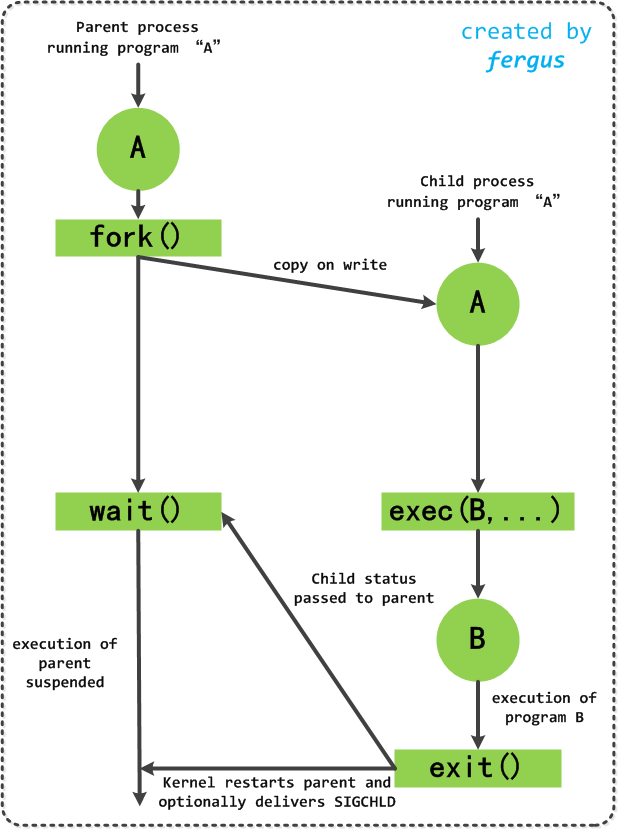 Parent process
running program “A”
created by
fergus
A
Child process
running program “A”
fork()
copy on write
A
wait()
exec(B,...)
Child status
passed to parent
B
execution of
parent
suspended
execution of
program B
exit()
Kernel restarts parent and
optionally delivers SIGCHLD